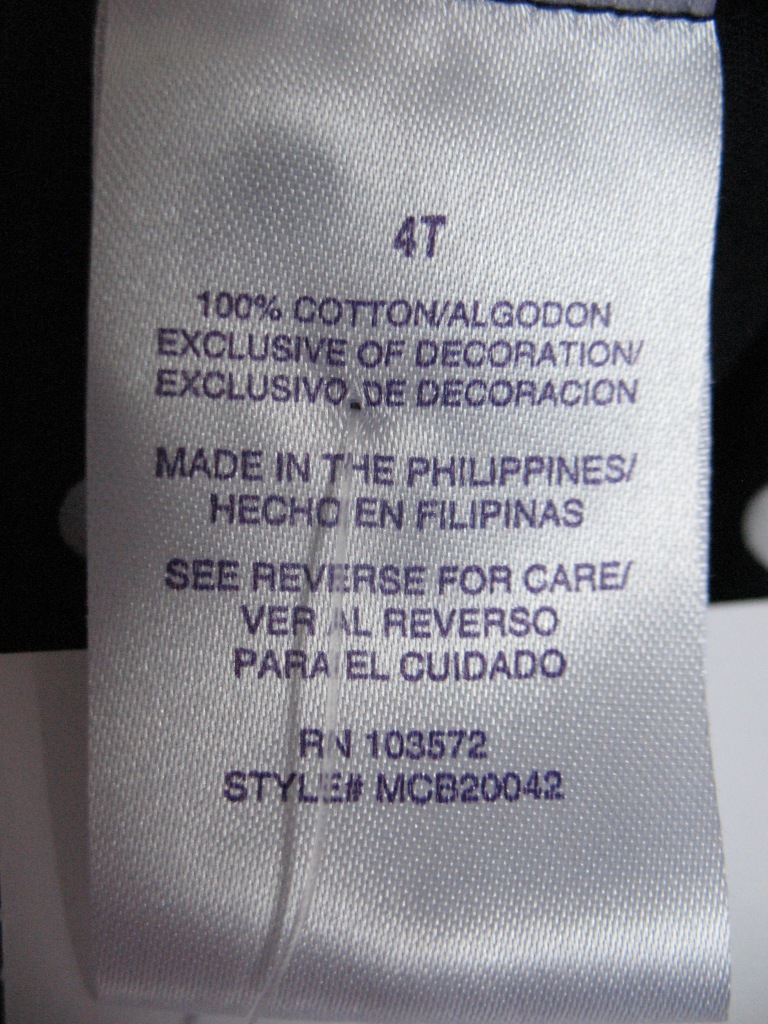 4T
100% COTTON/ALGODON
EXCLUSIVE OF DECORATION/
EXCLUSIVO DE DECORACION
MADE IN THE PHILIPPINES/
HECHO EN FILIPINAS
SEE REVERSE FOR CARE/
VER AL REVERSO
PARA EL CUIDADO
RN 103572
STYLE# MCB20042